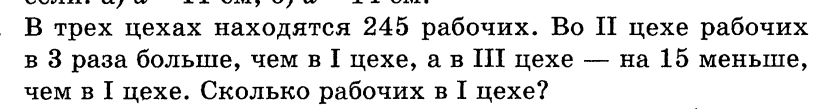 В трех цехах находятся 245 рабочих. Во II цехе рабочих
в 3 раза больше, чем в I цехе, а в III цехе — на 15 меньше,
чем в I цехе. Сколько рабочих в I цехе?